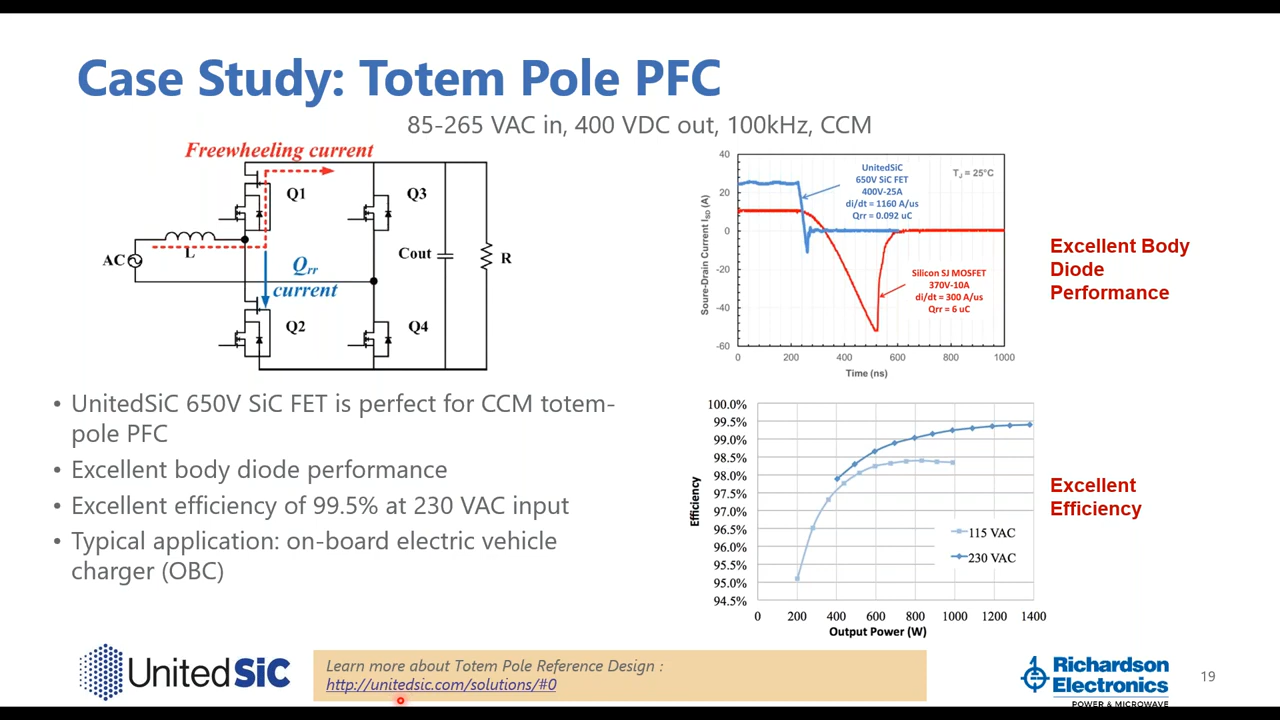 Case Study: Totem Pole PFC
85-265 VAC in, 400 VDC out, 100kHz, CCM
Freewheeling current
Q1
Q3
L
AC
Qrr
current
Cout
R
Q2
Q4
40
20
0
-20
-40
-60
0
200
400
600
800
1000
Soure-Drain Current ISD (A)
Time (ns)
UnitedSiC
650V SiC FET
400V-25A
di/dt = 1160 A/us
Qrr = 0.092 uC
TJ = 25°C
Silicon SJ MOSFET
370V-10A
di/dt = 300 A/us
Qrr = 6 uC
Excellent Body
Diode
Performance
• UnitedSiC 650V SiC FET is perfect for CCM totem-
pole PFC
• Excellent body diode performance
• Excellent efficiency of 99.5% at 230 VAC input
• Typical application: on-board electric vehicle
charger (OBC)
100.0%
99.5%
99.0%
98.5%
98.0%
97.5%
97.0%
96.5%
96.0%
95.5%
95.0%
94.5%
0
200
400
600
800
1000
1200
1400
Efficiency
Output Power (W)
115 VAC
230 VAC
Excellent
Efficiency
UnitedSiC
Learn more about Totem Pole Reference Design :
http://unitedsic.com/solutions/#0
Richardson
Electronics
POWER & MICROWAVE
19